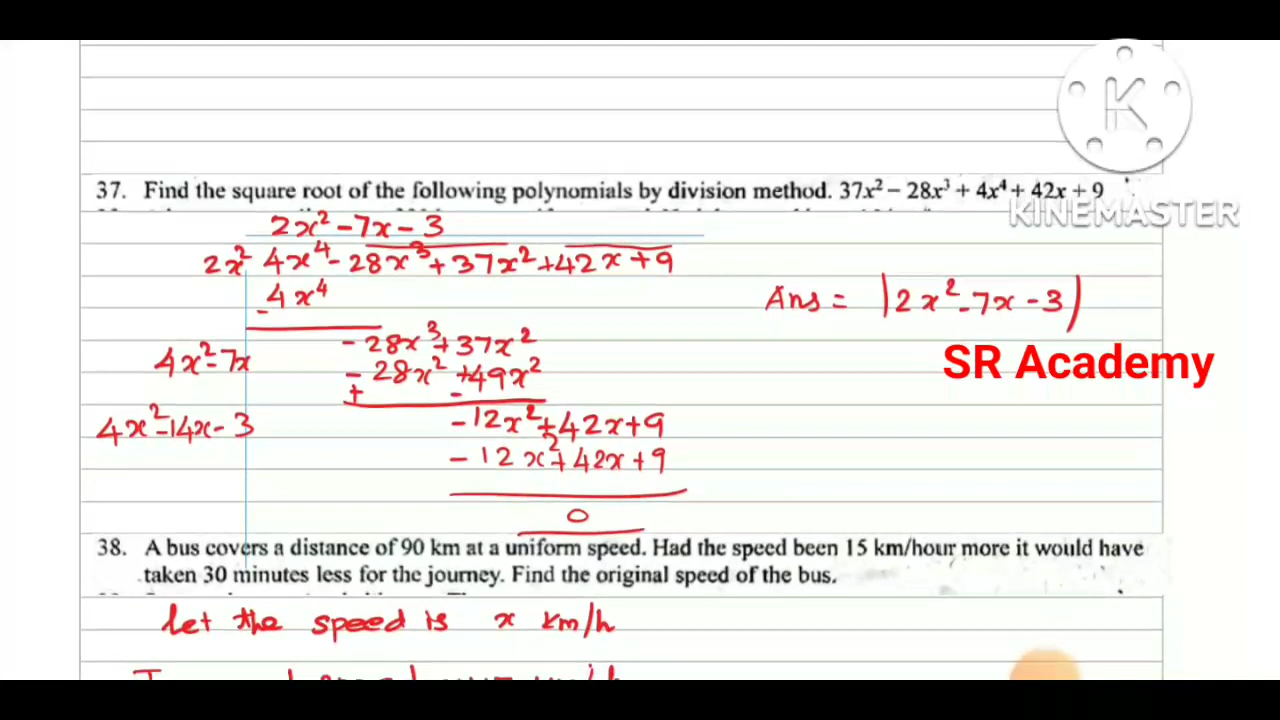 37. Find the square root of the following polynomials by division method. 37x² – 28x³ + 4x⁴ + 42x + 9
KINEMASTER
2x² - 7x - 3
2x² 4x⁴ - 28x³ + 37x² + 42x + 9
- 4x⁴
Ans = |2x² - 7x - 3|
- 28x³ + 37x²
4x² - 7x - 28x² + 49x²
+ -
SR Academy
4x² - 14x - 3 - 12x² + 42x + 9
- 12x² + 42x + 9
0
38. A bus covers a distance of 90 km at a uniform speed. Had the speed been 15 km/hour more it would have
taken 30 minutes less for the journey. Find the original speed of the bus.
let the speed is x km/h